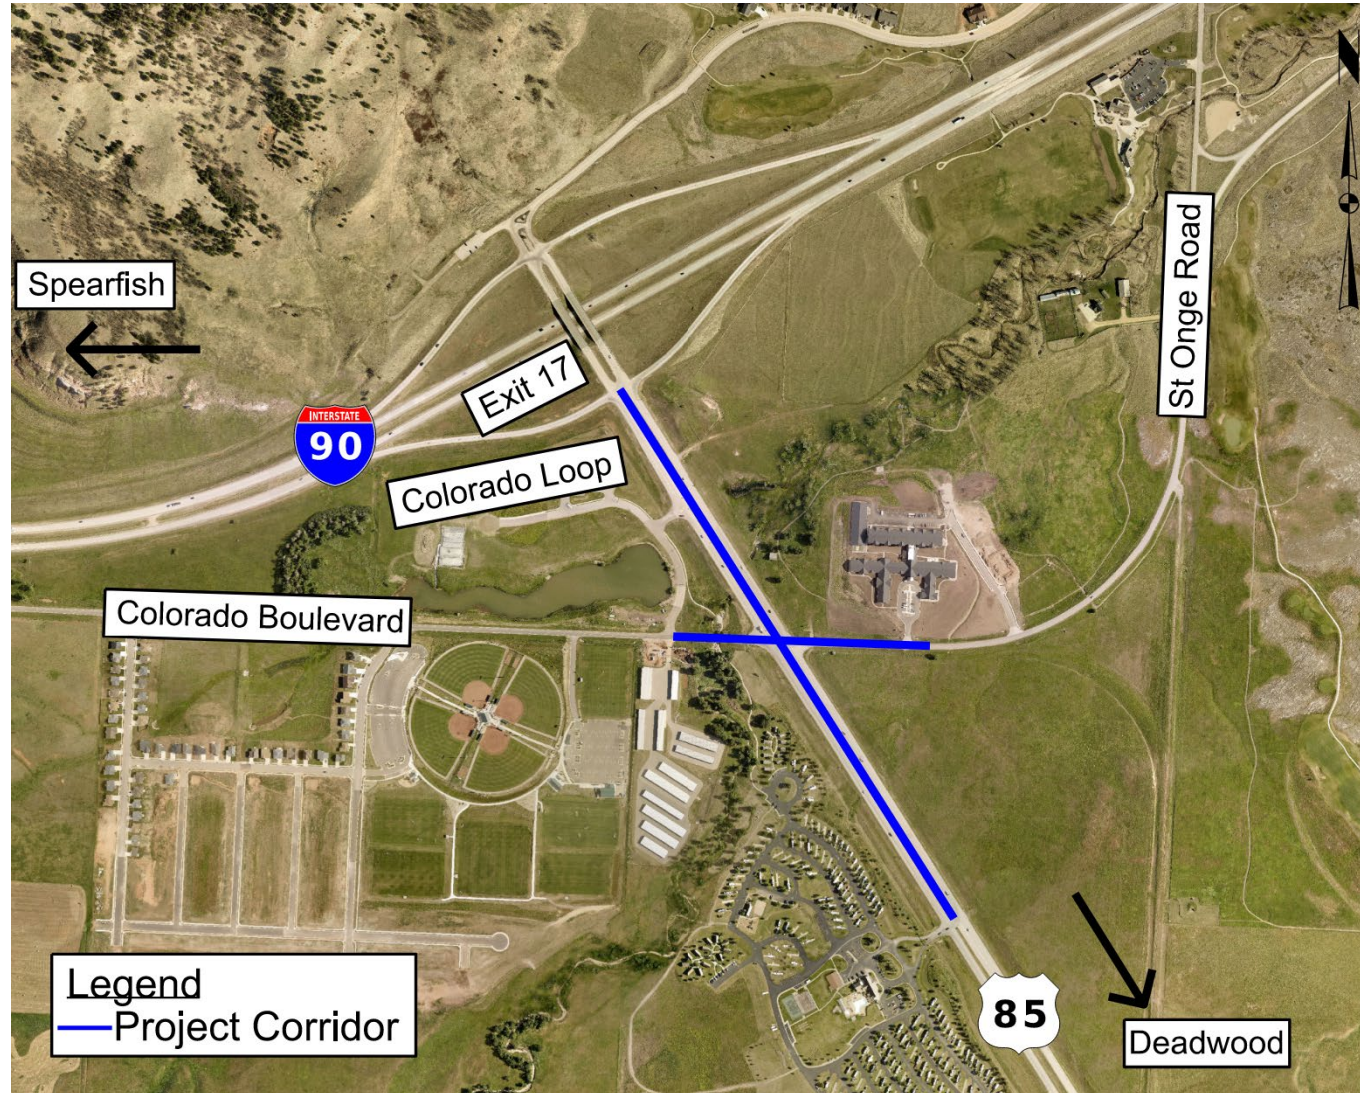 N
Spearfish
St Onge Road
Exit 17
INTERSTATE
90
Colorado Loop
Colorado Boulevard
Legend
Project Corridor
85
Deadwood